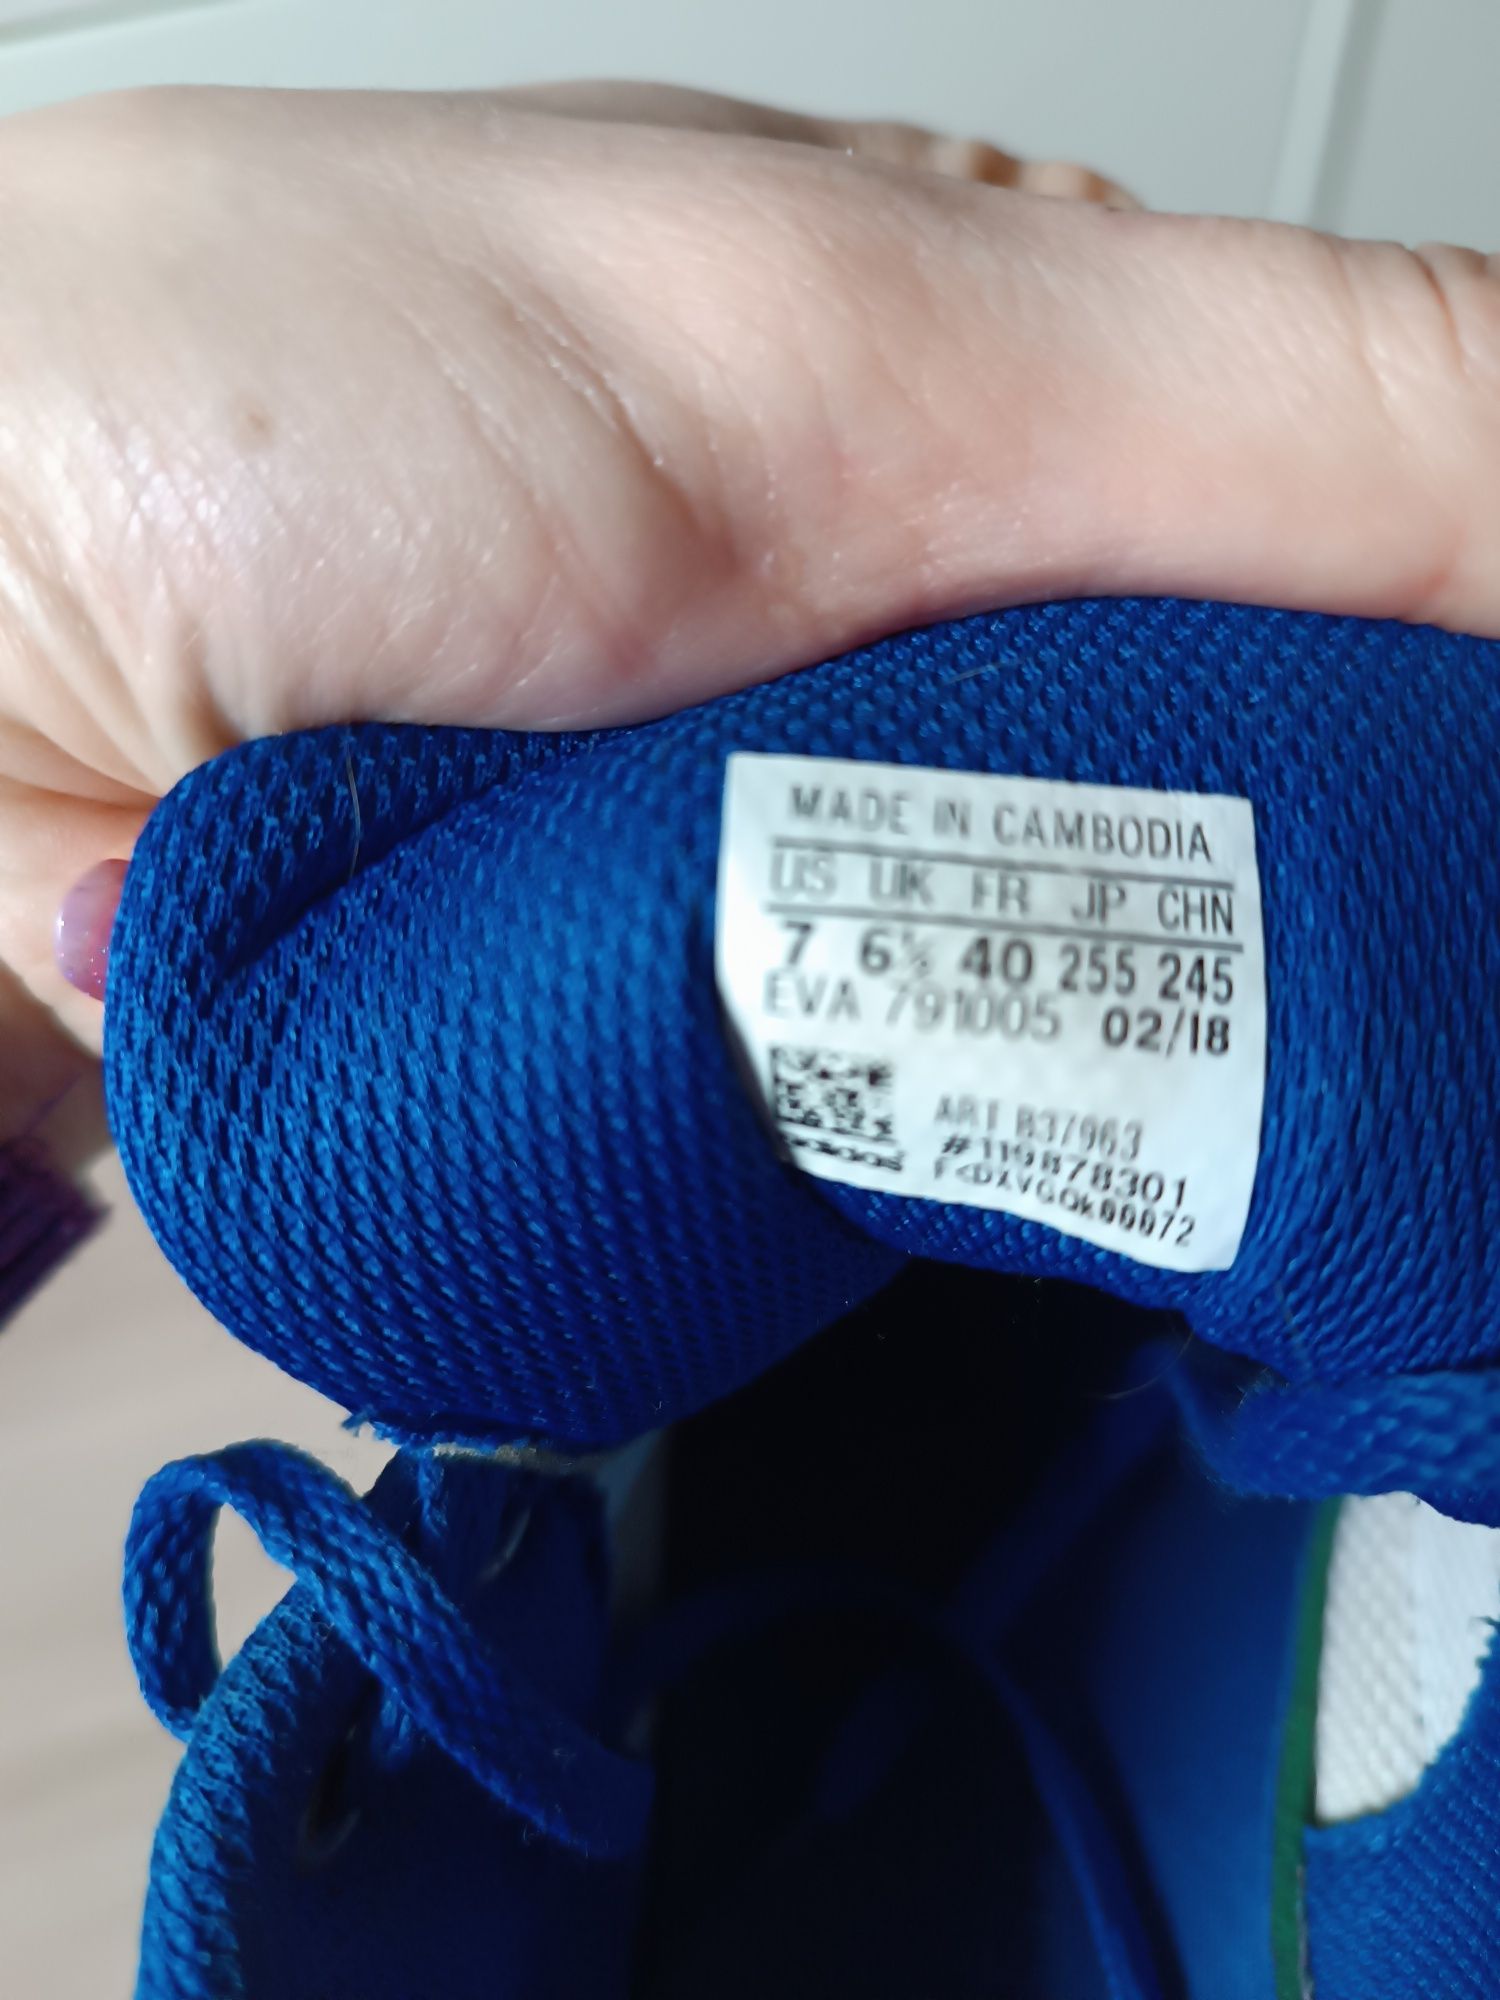 MADE IN CAMBODIA
US UK FR JP CHN
7 6½ 40 255 245
EVA 791005 02/18
ART B37963
#119878301